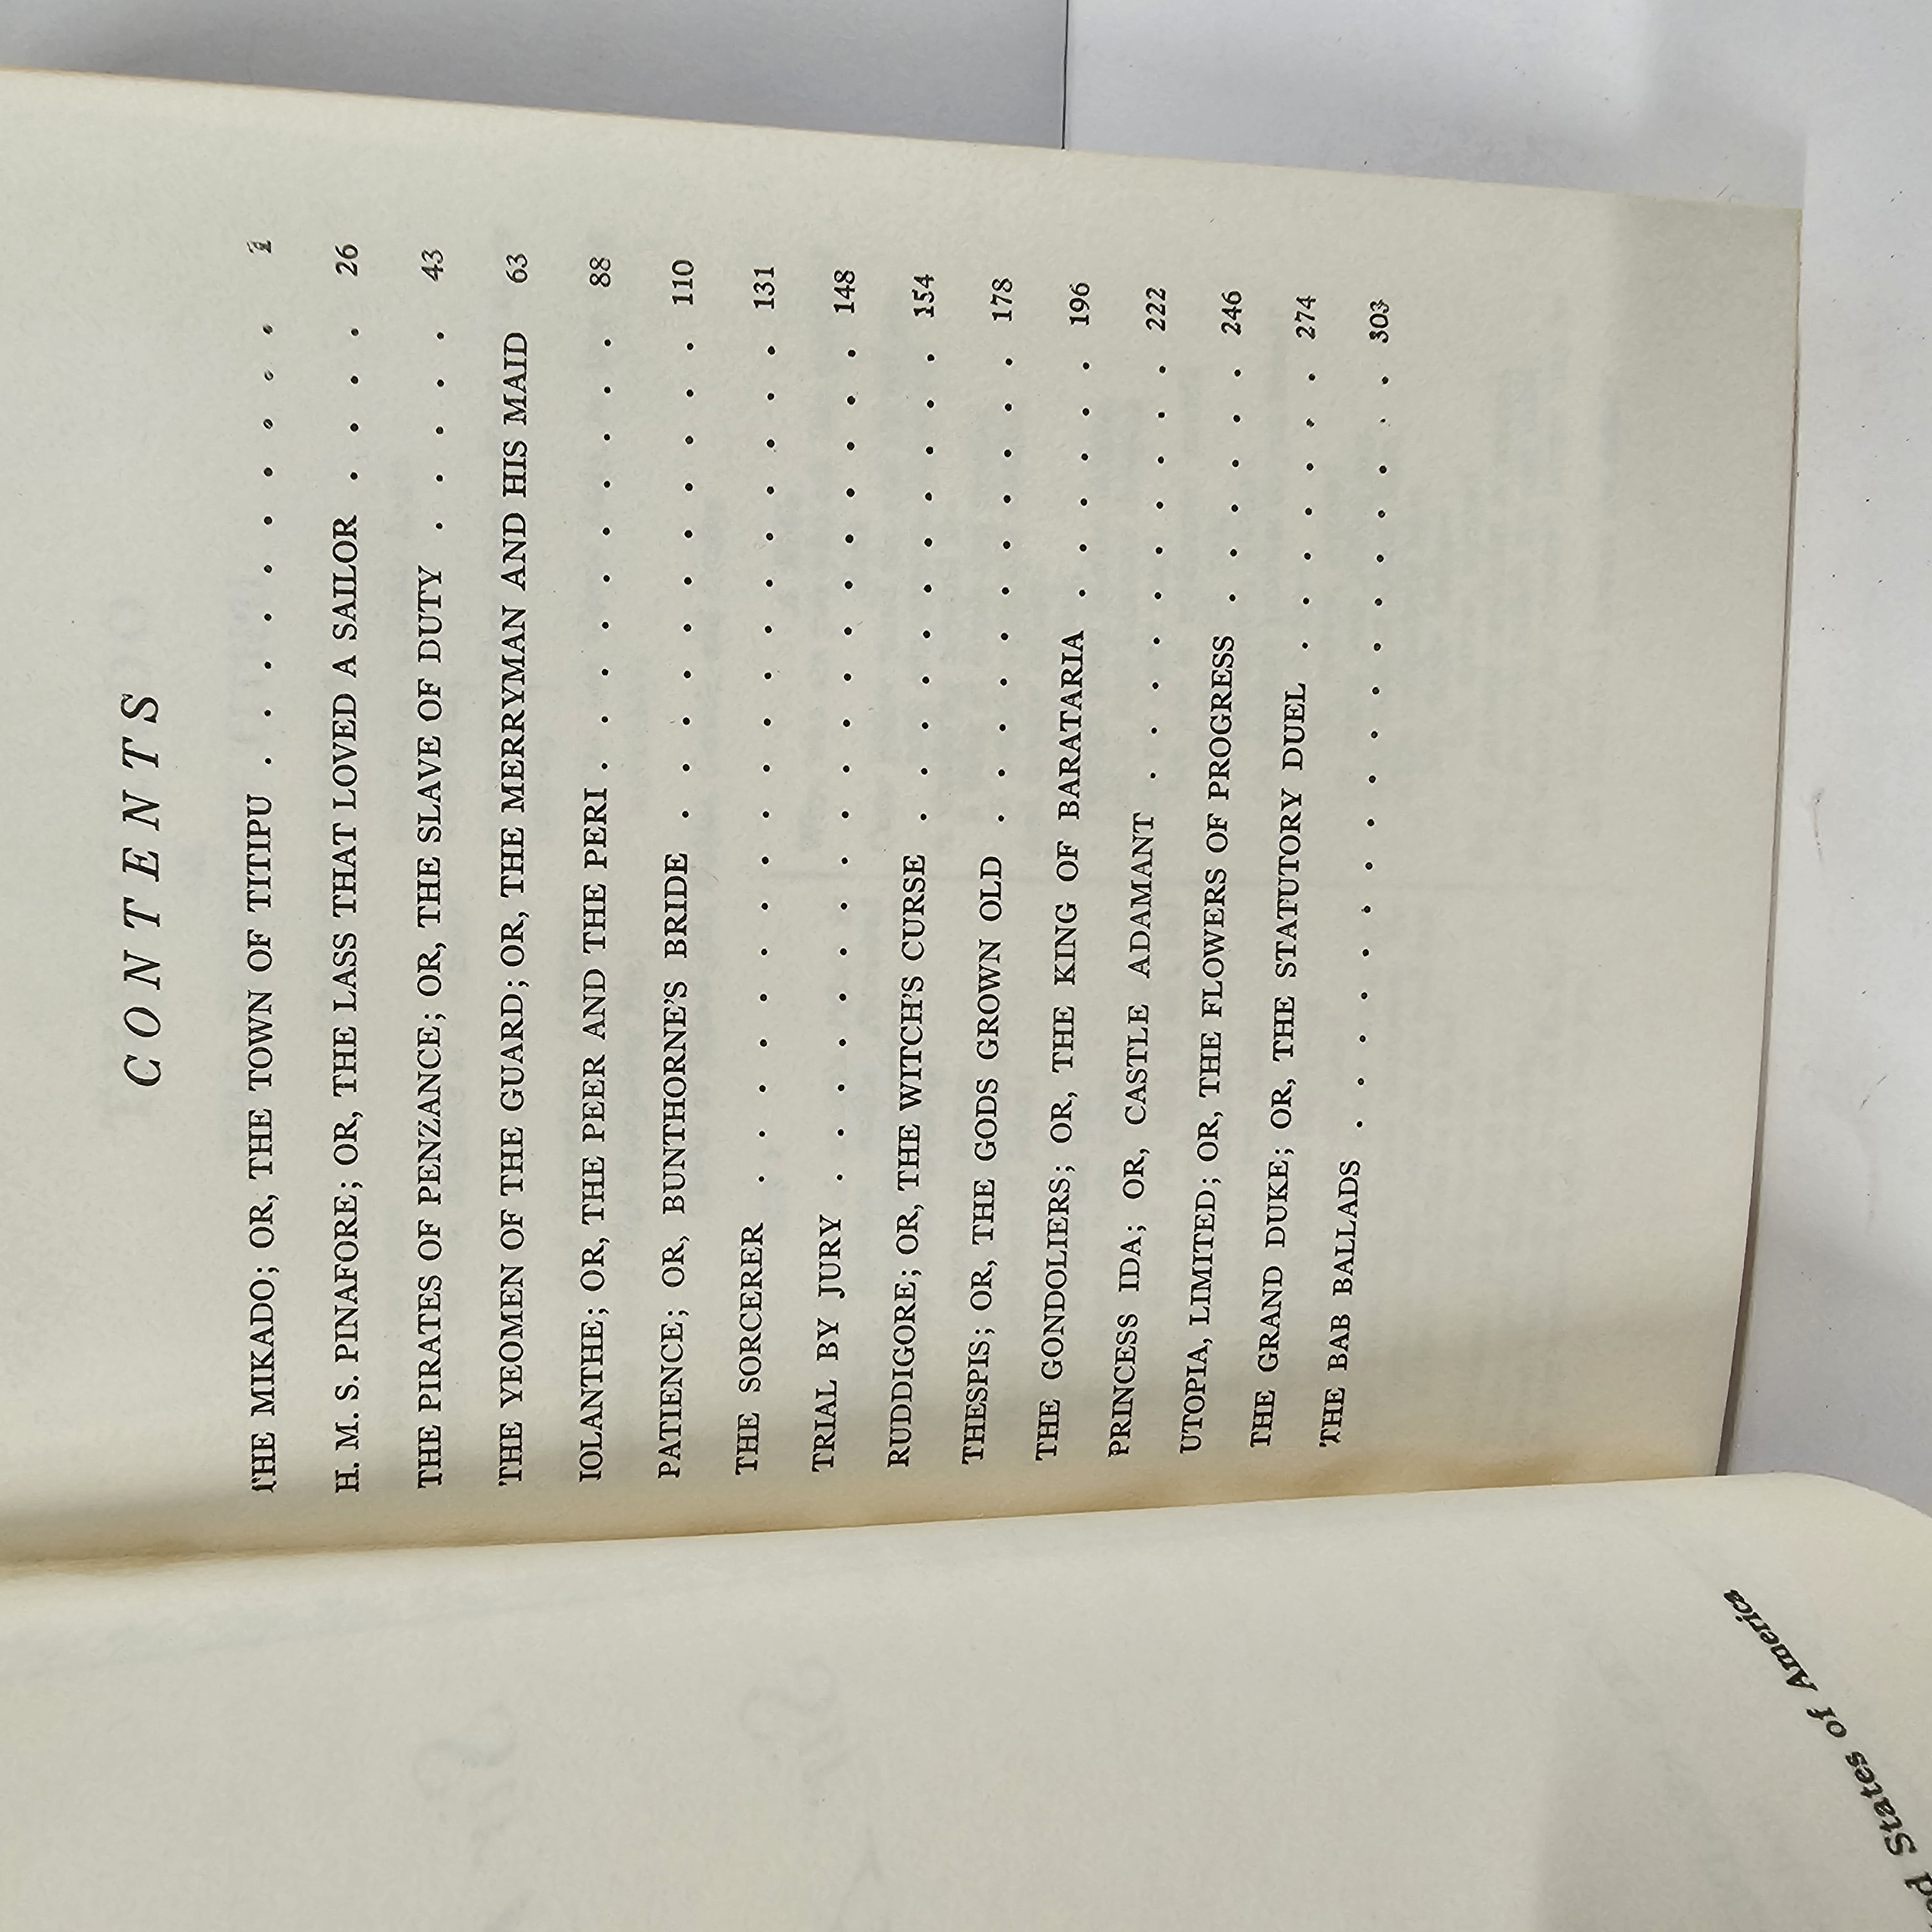 CONTENTS
THE MIKADO; OR, THE TOWN OF TITIPU . . . . . . . . . . 1
H. M. S. PINAFORE; OR, THE LASS THAT LOVED A SAILOR . . . . 26
THE PIRATES OF PENZANCE; OR, THE SLAVE OF DUTY . . . . . 43
THE YEOMEN OF THE GUARD; OR, THE MERRYMAN AND HIS MAID 63
IOLANTHE; OR, THE PEER AND THE PERI . . . . . . . . . . 88
PATIENCE; OR, BUNTHORNE'S BRIDE . . . . . . . . . . . 110
THE SORCERER . . . . . . . . . . . . . . . . . . . 131
TRIAL BY JURY . . . . . . . . . . . . . . . . . . . 148
RUDDIGORE; OR, THE WITCH'S CURSE . . . . . . . . . . . 154
THESPIS; OR, THE GODS GROWN OLD . . . . . . . . . . . 178
THE GONDOLIERS; OR, THE KING OF BARATARIA . . . . . . 196
PRINCESS IDA; OR, CASTLE ADAMANT . . . . . . . . . . 222
UTOPIA, LIMITED; OR, THE FLOWERS OF PROGRESS . . . . . . 246
THE GRAND DUKE; OR, THE STATUTORY DUEL . . . . . . . 274
THE BAB BALLADS . . . . . . . . . . . . . . . . . . 303
States of America